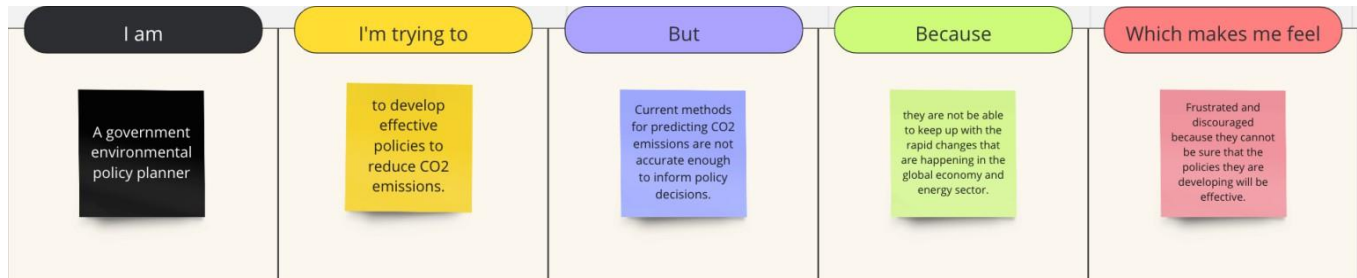 I am
I'm trying to
But
Because
Which makes me feel
A government
environmental
policy planner
to develop
effective
policies to
reduce CO2
emissions.
Current methods
for predicting CO2
emissions are not
accurate enough
to inform policy
decisions.
they are not be able
to keep up with the
rapid changes that
are happening in the
global economy and
energy sector.
Frustrated and
discouraged
because they cannot
be sure that the
policies they are
developing will be
effective.